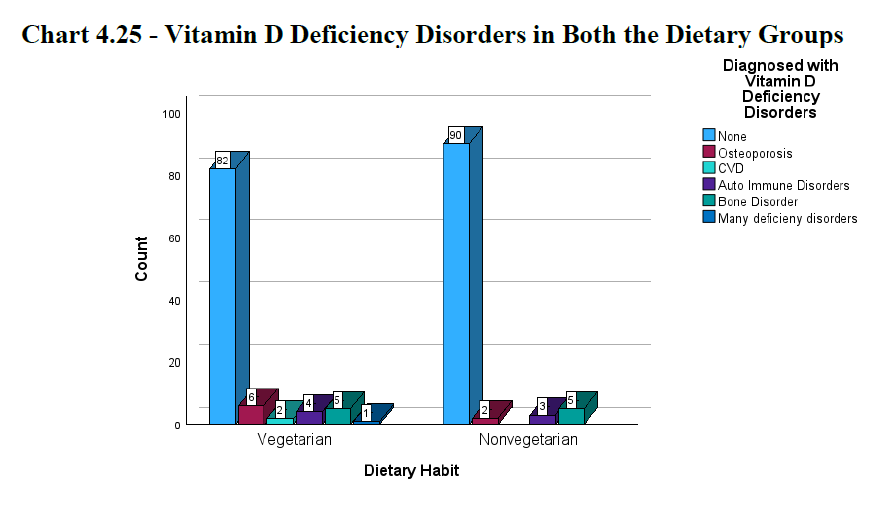 Chart 4.25 - Vitamin D Deficiency Disorders in Both the Dietary Groups
Diagnosed with
Vitamin D
Deficiency
Disorders
None
Osteoporosis
CVD
Auto Immune Disorders
Bone Disorder
Many deficieny disorders
Count
100
80
60
40
20
0
82
6
2
4
5
1
90
2
3
5
Vegetarian
Nonvegetarian
Dietary Habit